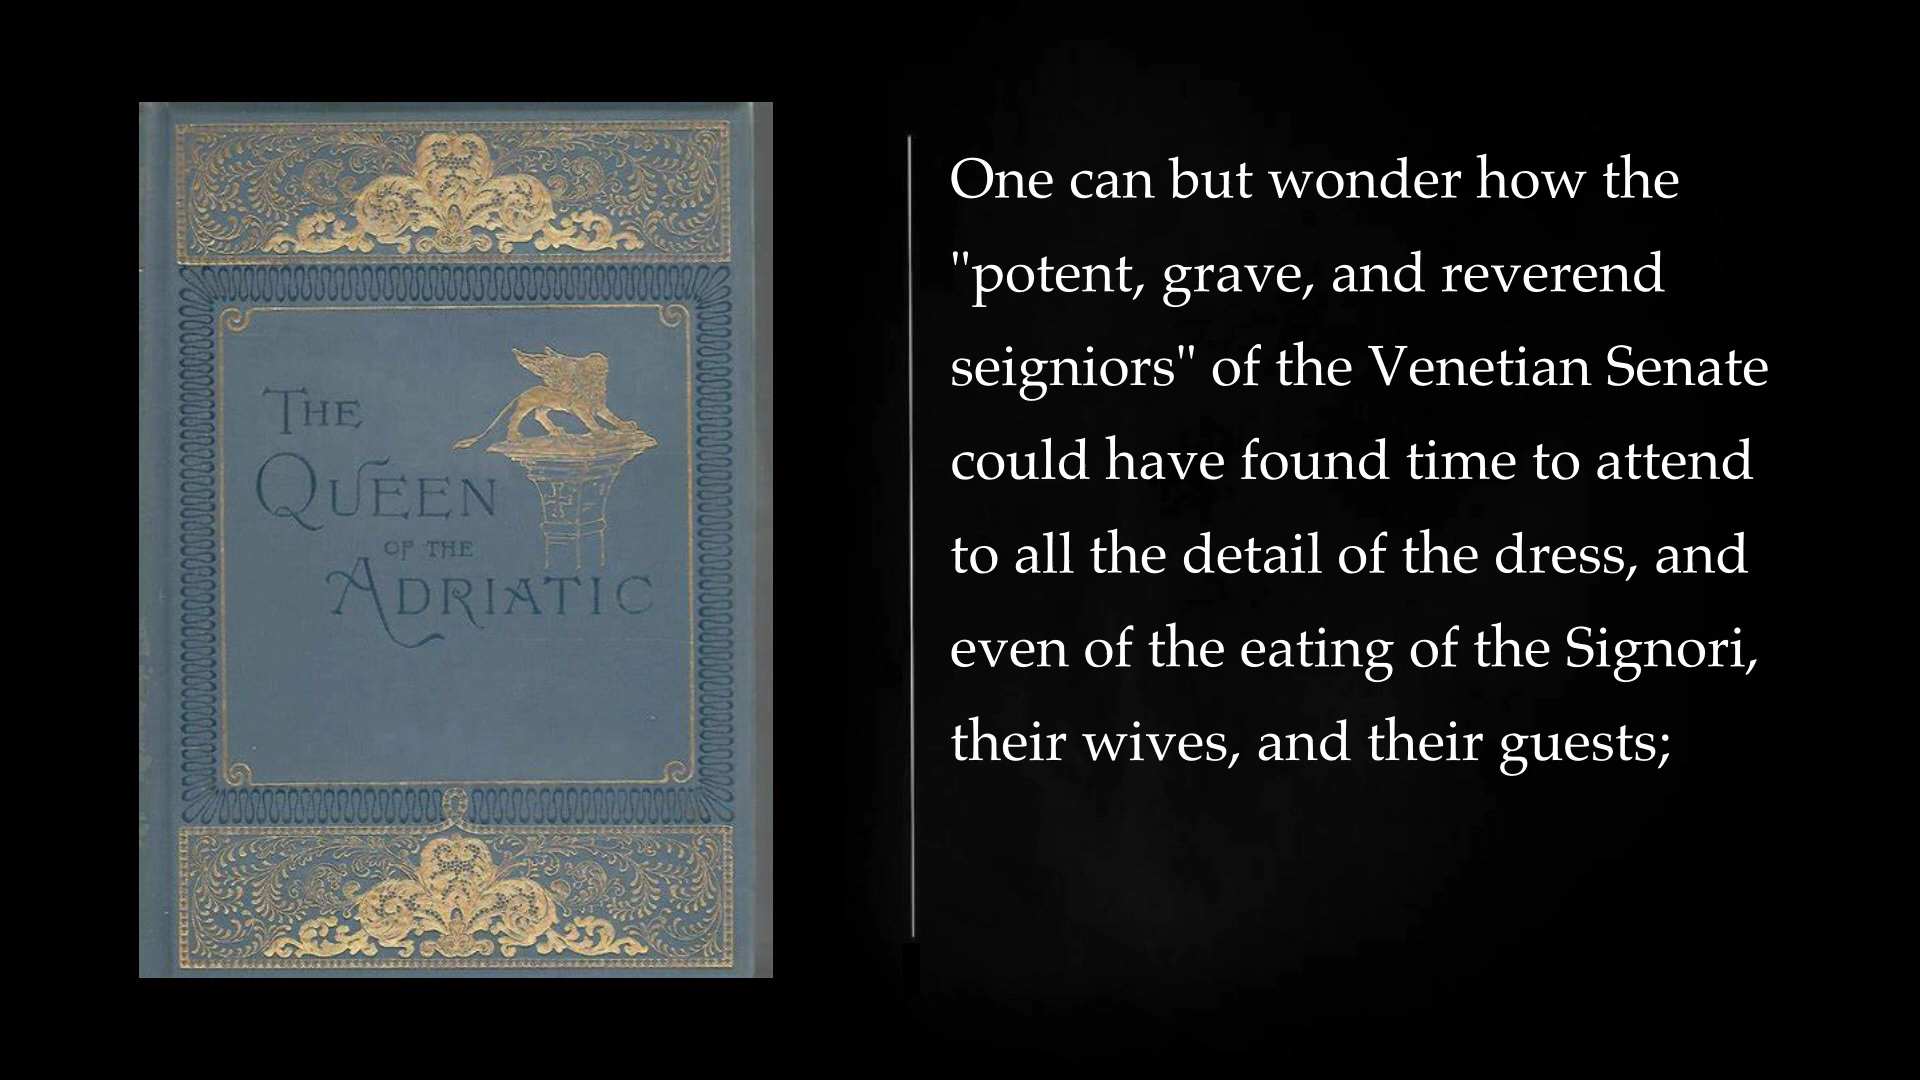 THE
QUEEN
OF THE
ADRIATIC
One can but wonder how the
"potent, grave, and reverend
seigniors" of the Venetian Senate
could have found time to attend
to all the detail of the dress, and
even of the eating of the Signori,
their wives, and their guests;